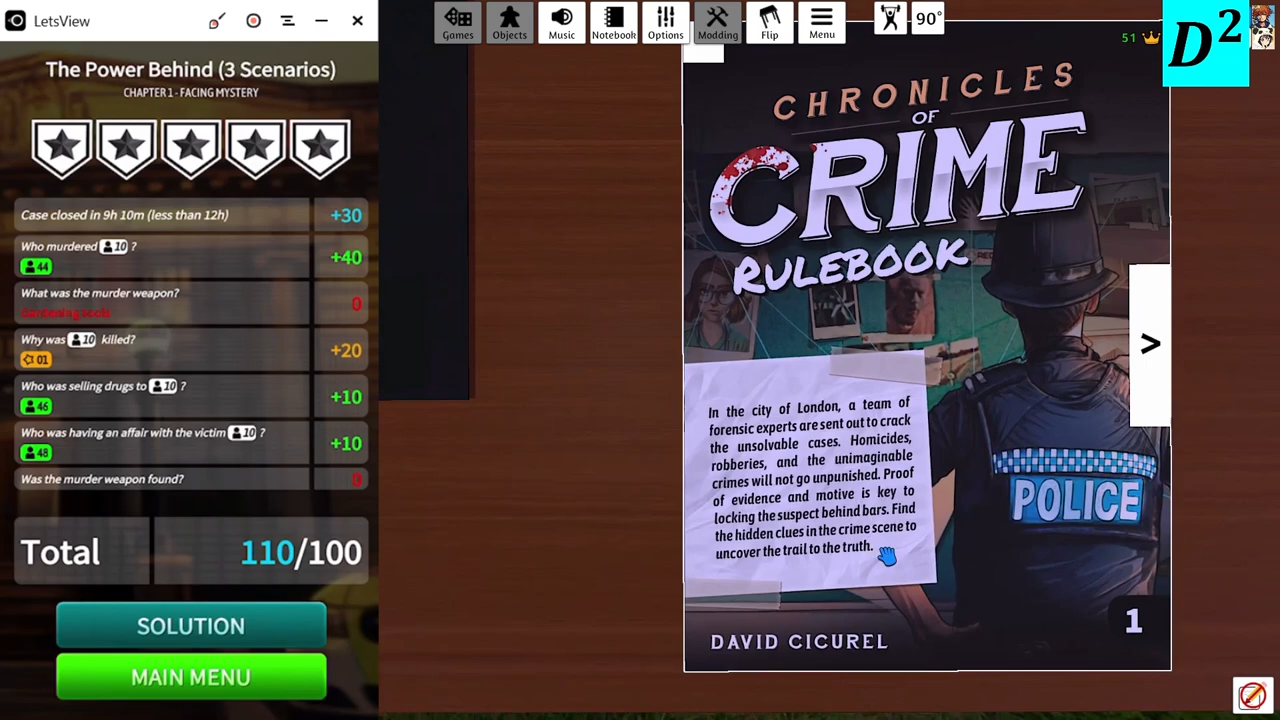 LetsView
The Power Behind (3 Scenarios)
CHAPTER 1 - FACING MYSTERY
Case closed in 9h 10m (less than 12h) +30
Who murdered 10 ? +40
44
What was the murder weapon? 0
Gardening tools
Why was 10 killed? +20
01
Who was selling drugs to 10 ? +10
46
Who was having an affair with the victim 10 ? +10
48
Was the murder weapon found? 0
Total 110/100
SOLUTION
MAIN MENU
Games Objects Music Notebook Options Modding Flip Menu 90°
51
D²
CHRONICLES
OF
CRIME
RULEBOOK
>
In the city of London, a team of
forensic experts are sent out to crack
the unsolvable cases. Homicides,
robberies, and the unimaginable
crimes will not go unpunished. Proof
of evidence and motive is key to
locking the suspect behind bars. Find
the hidden clues in the crime scene to
uncover the trail to the truth.
POLICE
1
DAVID CICUREL